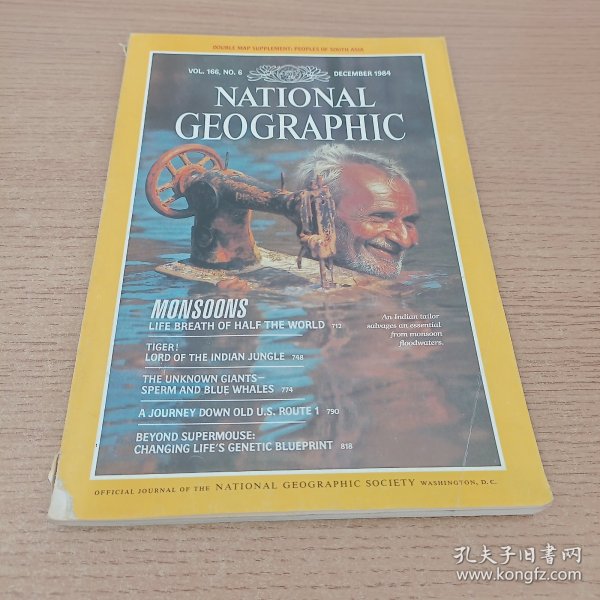 DOUBLE MAP SUPPLEMENT: PEOPLES OF SOUTH ASIA
VOL. 166, NO. 6 DECEMBER 1984
NATIONAL
GEOGRAPHIC
MONSOONS
LIFE BREATH OF HALF THE WORLD 712
TIGER!
LORD OF THE INDIAN JUNGLE 748
THE UNKNOWN GIANTS—
SPERM AND BLUE WHALES 774
A JOURNEY DOWN OLD U.S. ROUTE 1 790
BEYOND SUPERMOUSE:
CHANGING LIFE'S GENETIC BLUEPRINT 818
An Indian tailor
salvages an essential
from monsoon
floodwaters.
OFFICIAL JOURNAL OF THE NATIONAL GEOGRAPHIC SOCIETY WASHINGTON, D.C.
孔夫子旧书网
www.kongfz.com